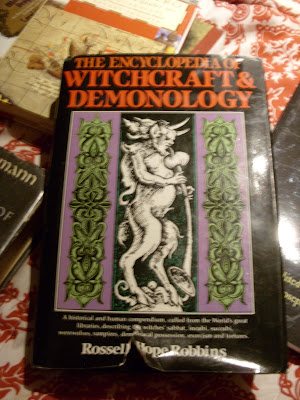 THE ENCYCLOPEDIA OF
WITCHCRAFT &
DEMONOLOGY
A historical and human compendium, culled from the World's great
libraries, describing the witches' sabbat, incubi, succubi,
werewolves, vampires, demoniacal possession, exorcism and tortures.
Rossell Hope Robbins
mann
OF